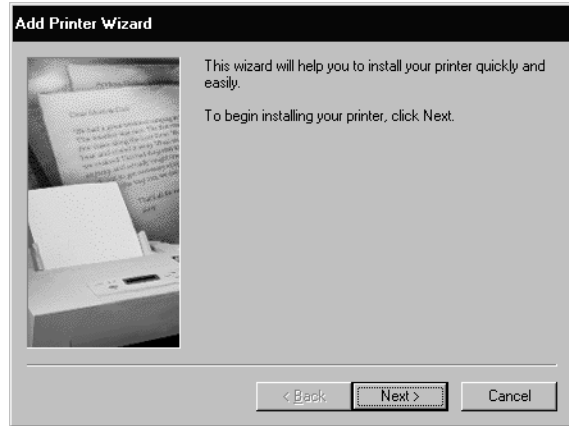 Add Printer Wizard
This wizard will help you to install your printer quickly and
easily.
To begin installing your printer, click Next.
< Back
Next >
Cancel